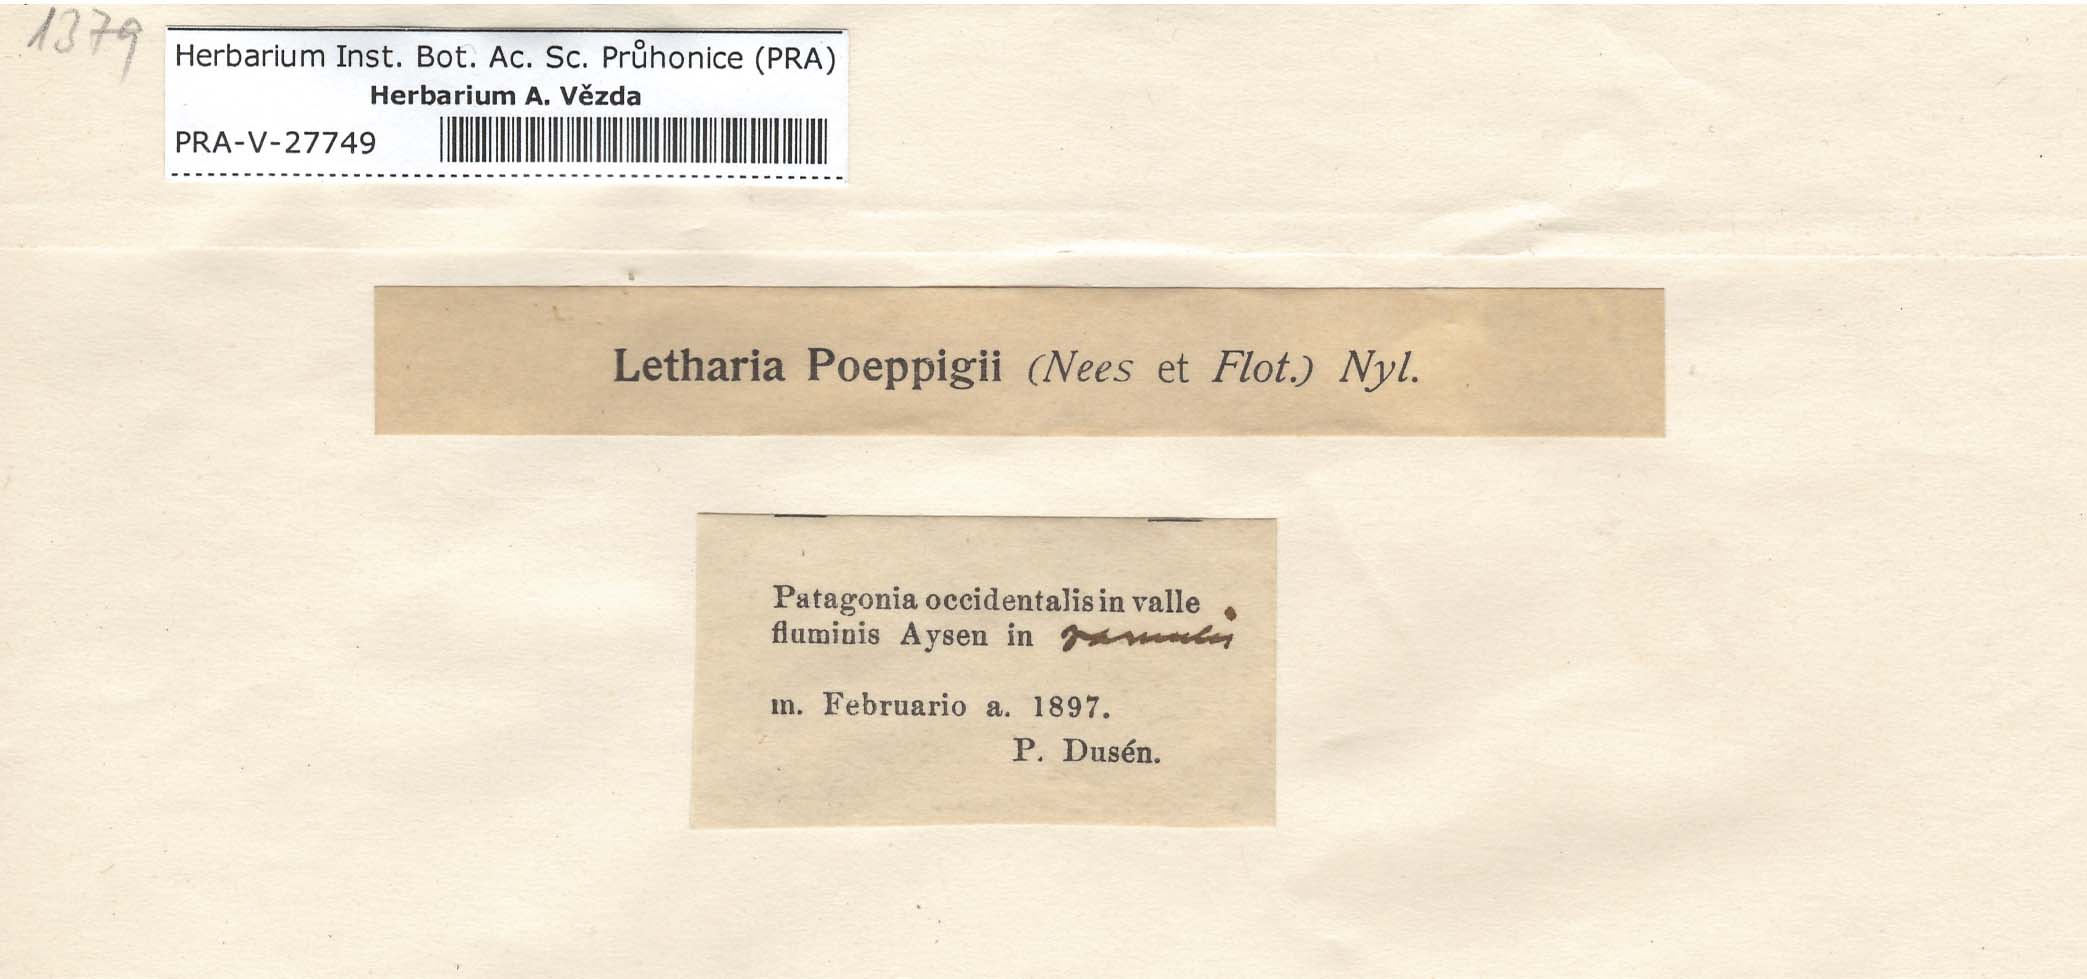 1379
Herbarium Inst. Bot. Ac. Sc. Průhonice (PRA)
Herbarium A. Vězda
PRA-V-27749
Letharia Poeppigii (Nees et Flot.) Nyl.
Patagonia occidentalis in valle
fluminis Aysen in ramulis
m. Februario a. 1897.
P. Dusén.